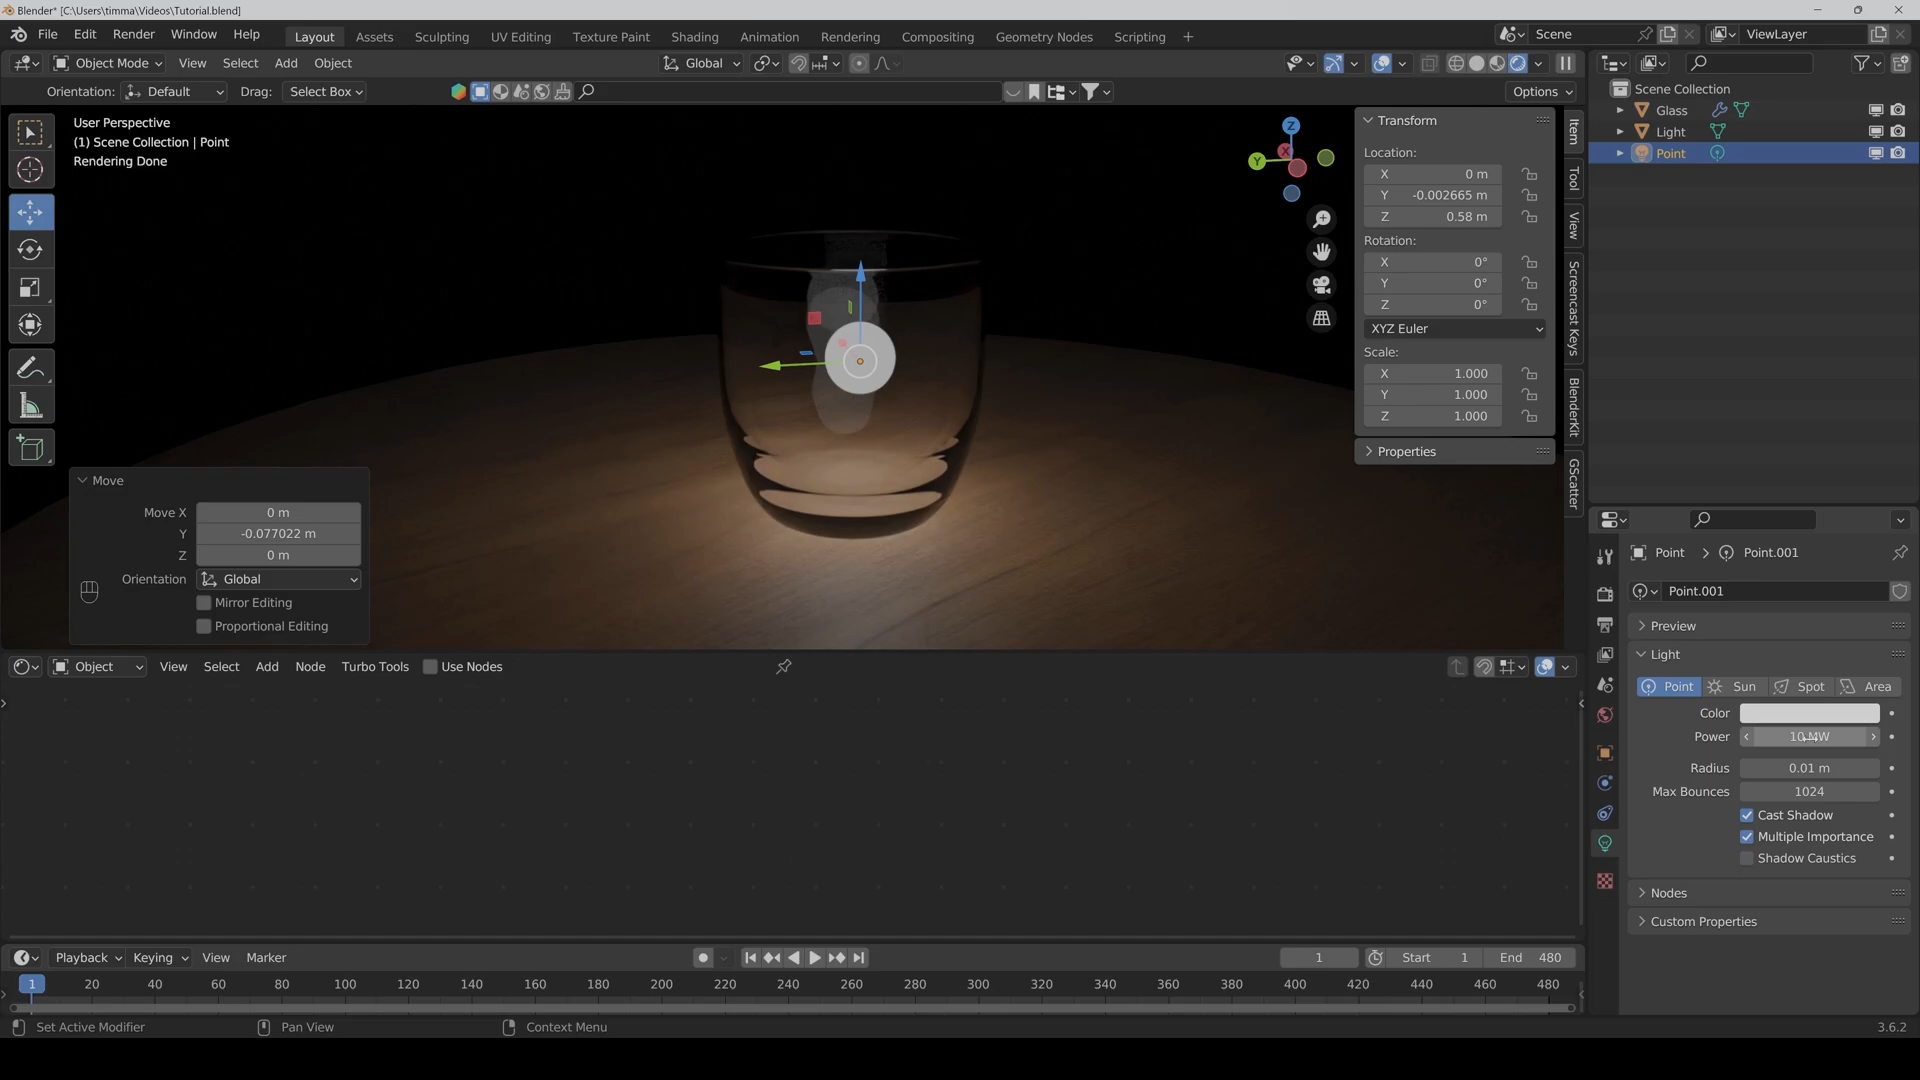 Blender* [C:\Users\timma\Videos\Tutorial.blend]
File Edit Render Window Help Layout Assets Sculpting UV Editing Texture Paint Shading Animation Rendering Compositing Geometry Nodes Scripting Scene ViewLayer
Object Mode View Select Add Object Global
Orientation: Default Drag: Select Box Options
User Perspective
(1) Scene Collection | Point
Rendering Done
Z
Y
X
Transform
Location:
X 0 m
Y -0.002665 m
Z 0.58 m
Rotation:
X 0°
Y 0°
Z 0°
XYZ Euler
Scale:
X 1.000
Y 1.000
Z 1.000
Properties
Item
Tool
View
Screencast Keys
BlenderKit
GScatter
Scene Collection
Glass
Light
Point
Move
Move X 0 m
Y -0.077022 m
Z 0 m
Orientation Global
Mirror Editing
Proportional Editing
Point Point.001
Point.001
Preview
Light
Point Sun Spot Area
Color
Power
Radius 0.01 m
Max Bounces 1024
Cast Shadow
Multiple Importance
Shadow Caustics
Nodes
Custom Properties
Object View Select Add Node Turbo Tools Use Nodes
Playback Keying View Marker 1 Start 1 End 480
1 20 40 60 80 100 120 140 160 180 200 220 240 260 280 300 320 340 360 380 400 420 440 460 480
Set Active Modifier Pan View Context Menu 3.6.2